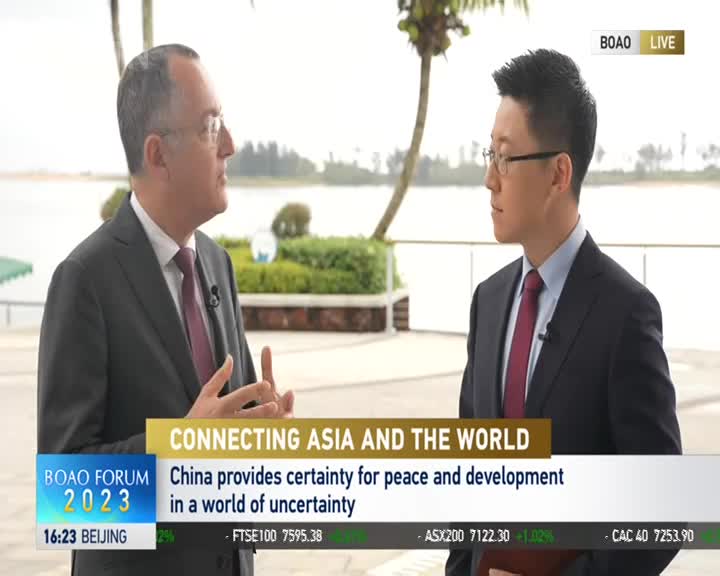 BOAO LIVE
CONNECTING ASIA AND THE WORLD
BOAO FORUM
2023
China provides certainty for peace and development
in a world of uncertainty
16:23 BEIJING
2% - FTSE100 7595.38 - ASX200 7122.30 +1.02% - CAC 40 7253.90